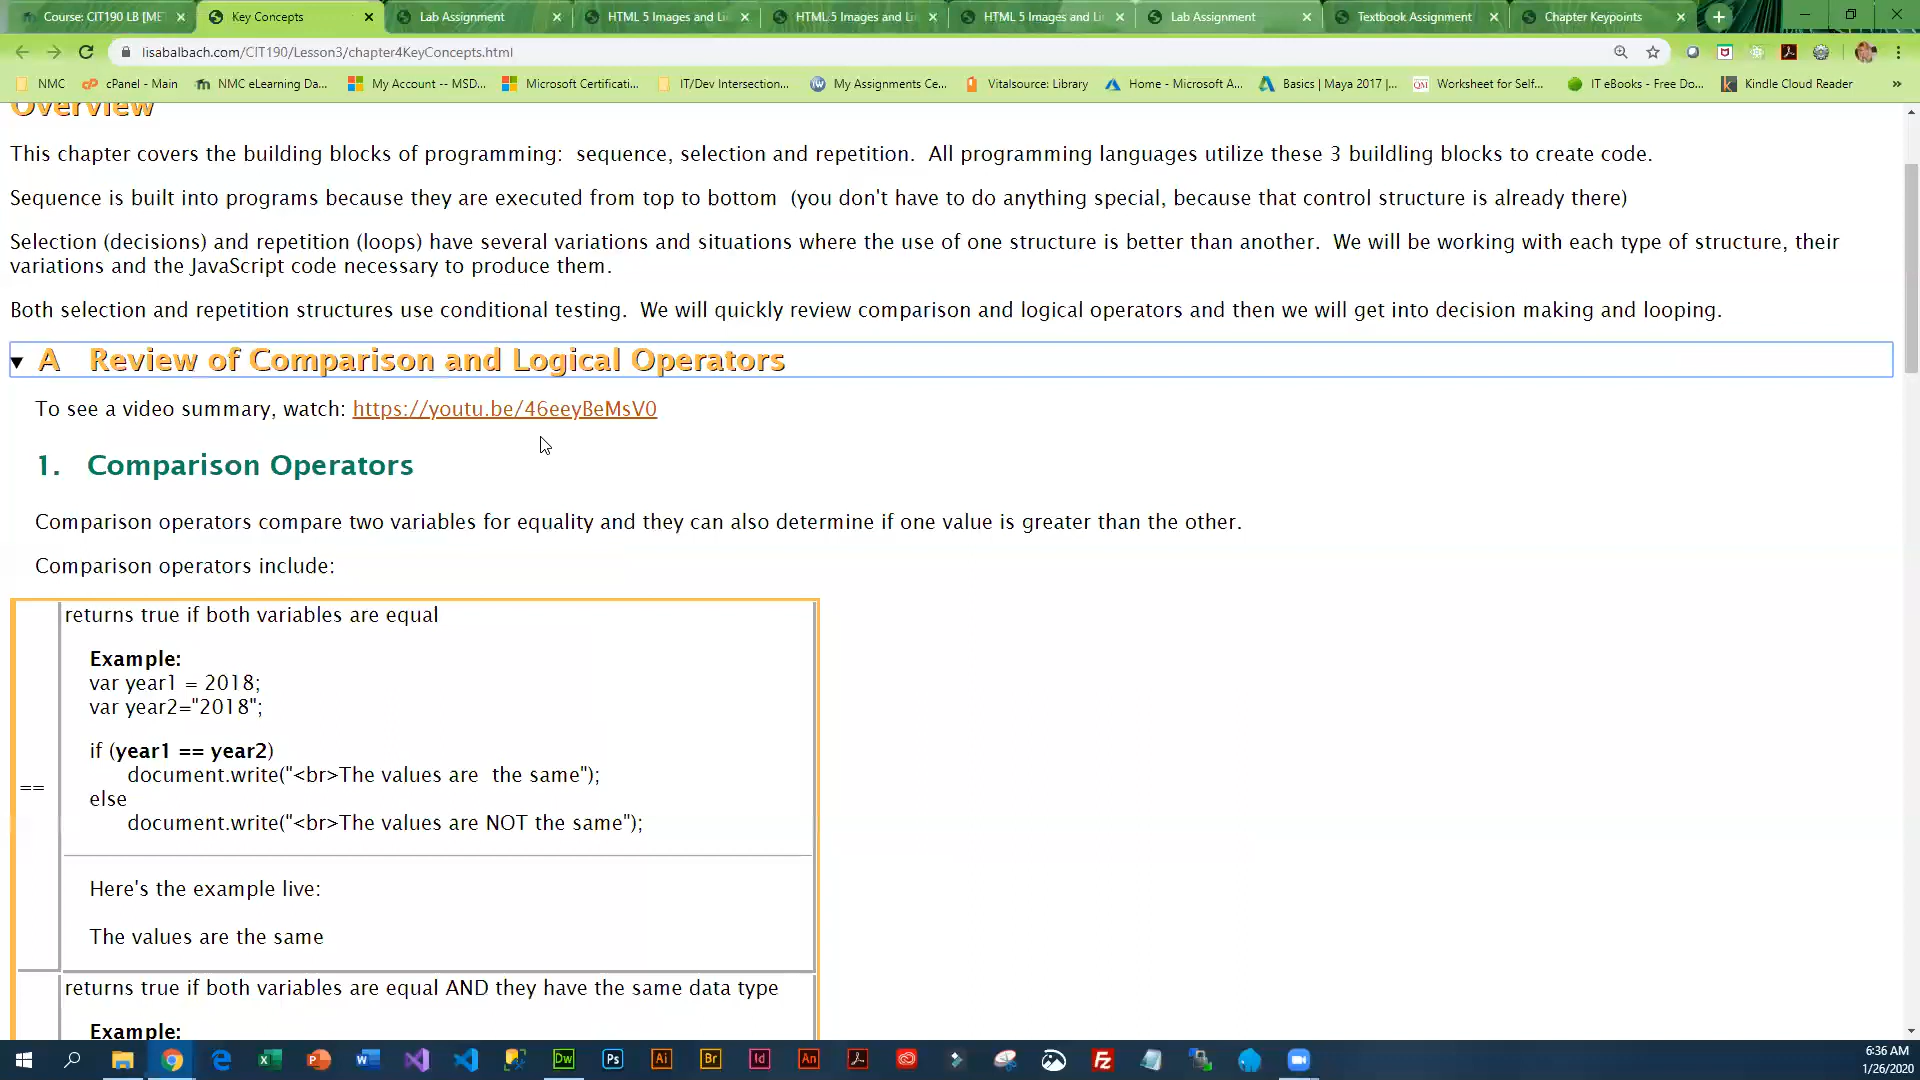 Course: CIT190 LB [ME
Key Concepts
Lab Assignment
HTML 5 Images and Li
HTML 5 Images and Li
HTML 5 Images and Li
Lab Assignment
Textbook Assignment
Chapter Keypoints
lisabalbach.com/CIT190/Lesson3/chapter4KeyConcepts.html
NMC
cPanel - Main
NMC eLearning Da...
My Account -- MSD...
Microsoft Certificati...
IT/Dev Intersection...
My Assignments Ce...
Vitalsource: Library
Home - Microsoft A...
Basics | Maya 2017 |...
Worksheet for Self...
IT eBooks - Free Do...
Kindle Cloud Reader
»
Overview
This chapter covers the building blocks of programming:  sequence, selection and repetition.  All programming languages utilize these 3 buildling blocks to create code.
Sequence is built into programs because they are executed from top to bottom  (you don't have to do anything special, because that control structure is already there)
Selection (decisions) and repetition (loops) have several variations and situations where the use of one structure is better than another.  We will be working with each type of structure, their
variations and the JavaScript code necessary to produce them.
Both selection and repetition structures use conditional testing.  We will quickly review comparison and logical operators and then we will get into decision making and looping.
A   Review of Comparison and Logical Operators
To see a video summary, watch: https://youtu.be/46eeyBeMsV0
1.   Comparison Operators
Comparison operators compare two variables for equality and they can also determine if one value is greater than the other.
Comparison operators include:
returns true if both variables are equal
Example:
var year1 = 2018;
var year2="2018";
if (year1 == year2)
document.write("<br>The values are  the same");
==
else
document.write("<br>The values are NOT the same");
Here's the example live:
The values are the same
returns true if both variables are equal AND they have the same data type
Example:
Dw
Ps
Ai
Br
Id
An
Fz
6:36 AM
1/26/2020